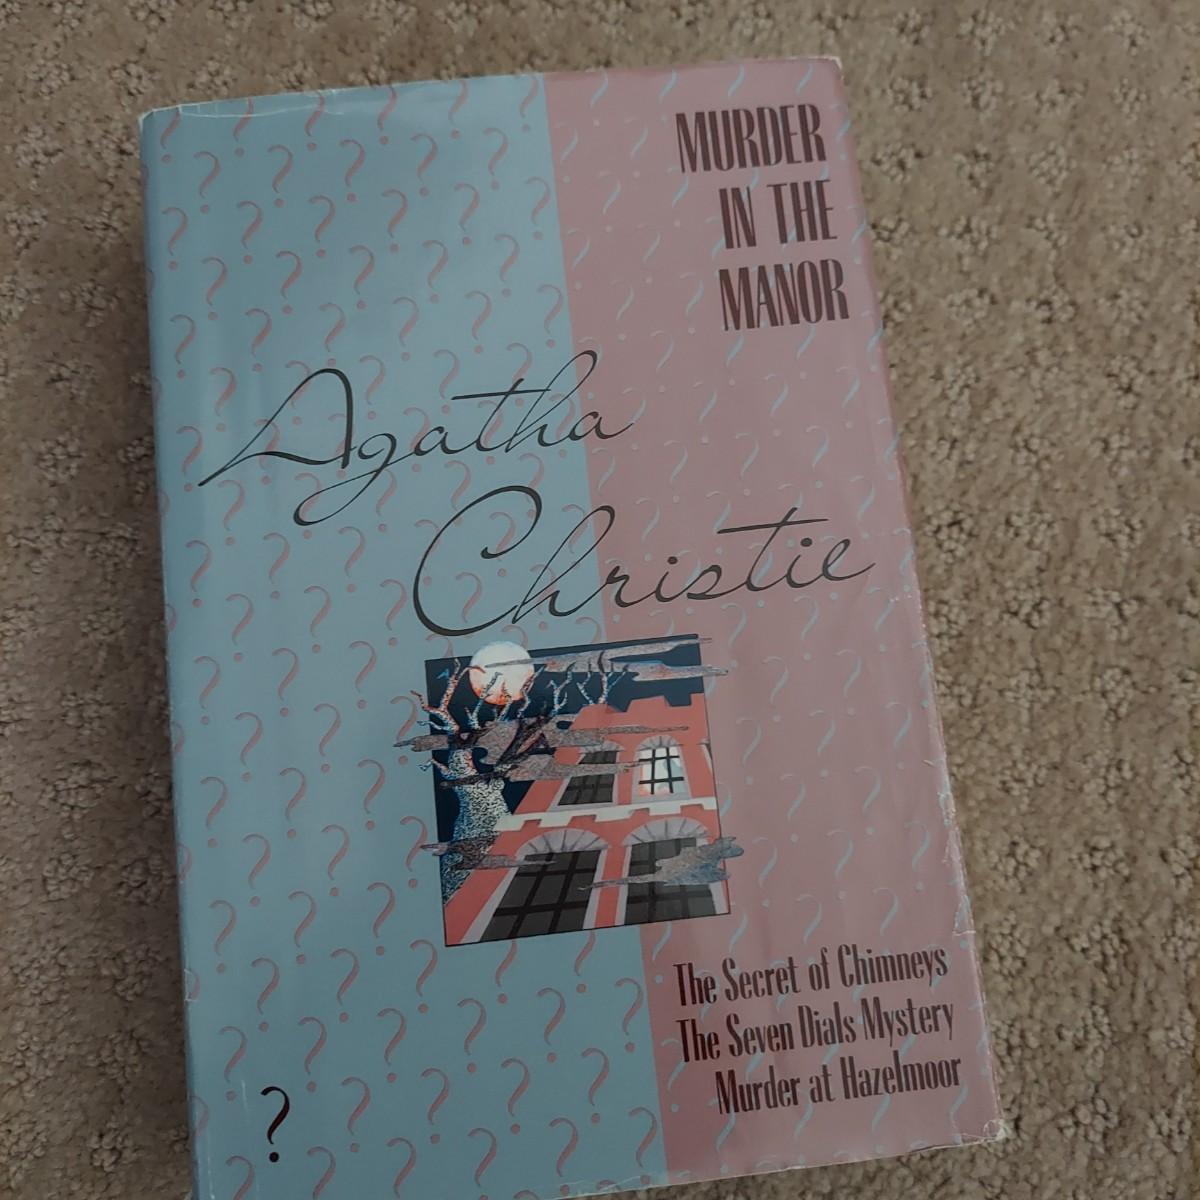 MURDER
IN THE
MANOR
Agatha
Christie
The Secret of Chimneys
The Seven Dials Mystery
Murder at Hazelmoor
?